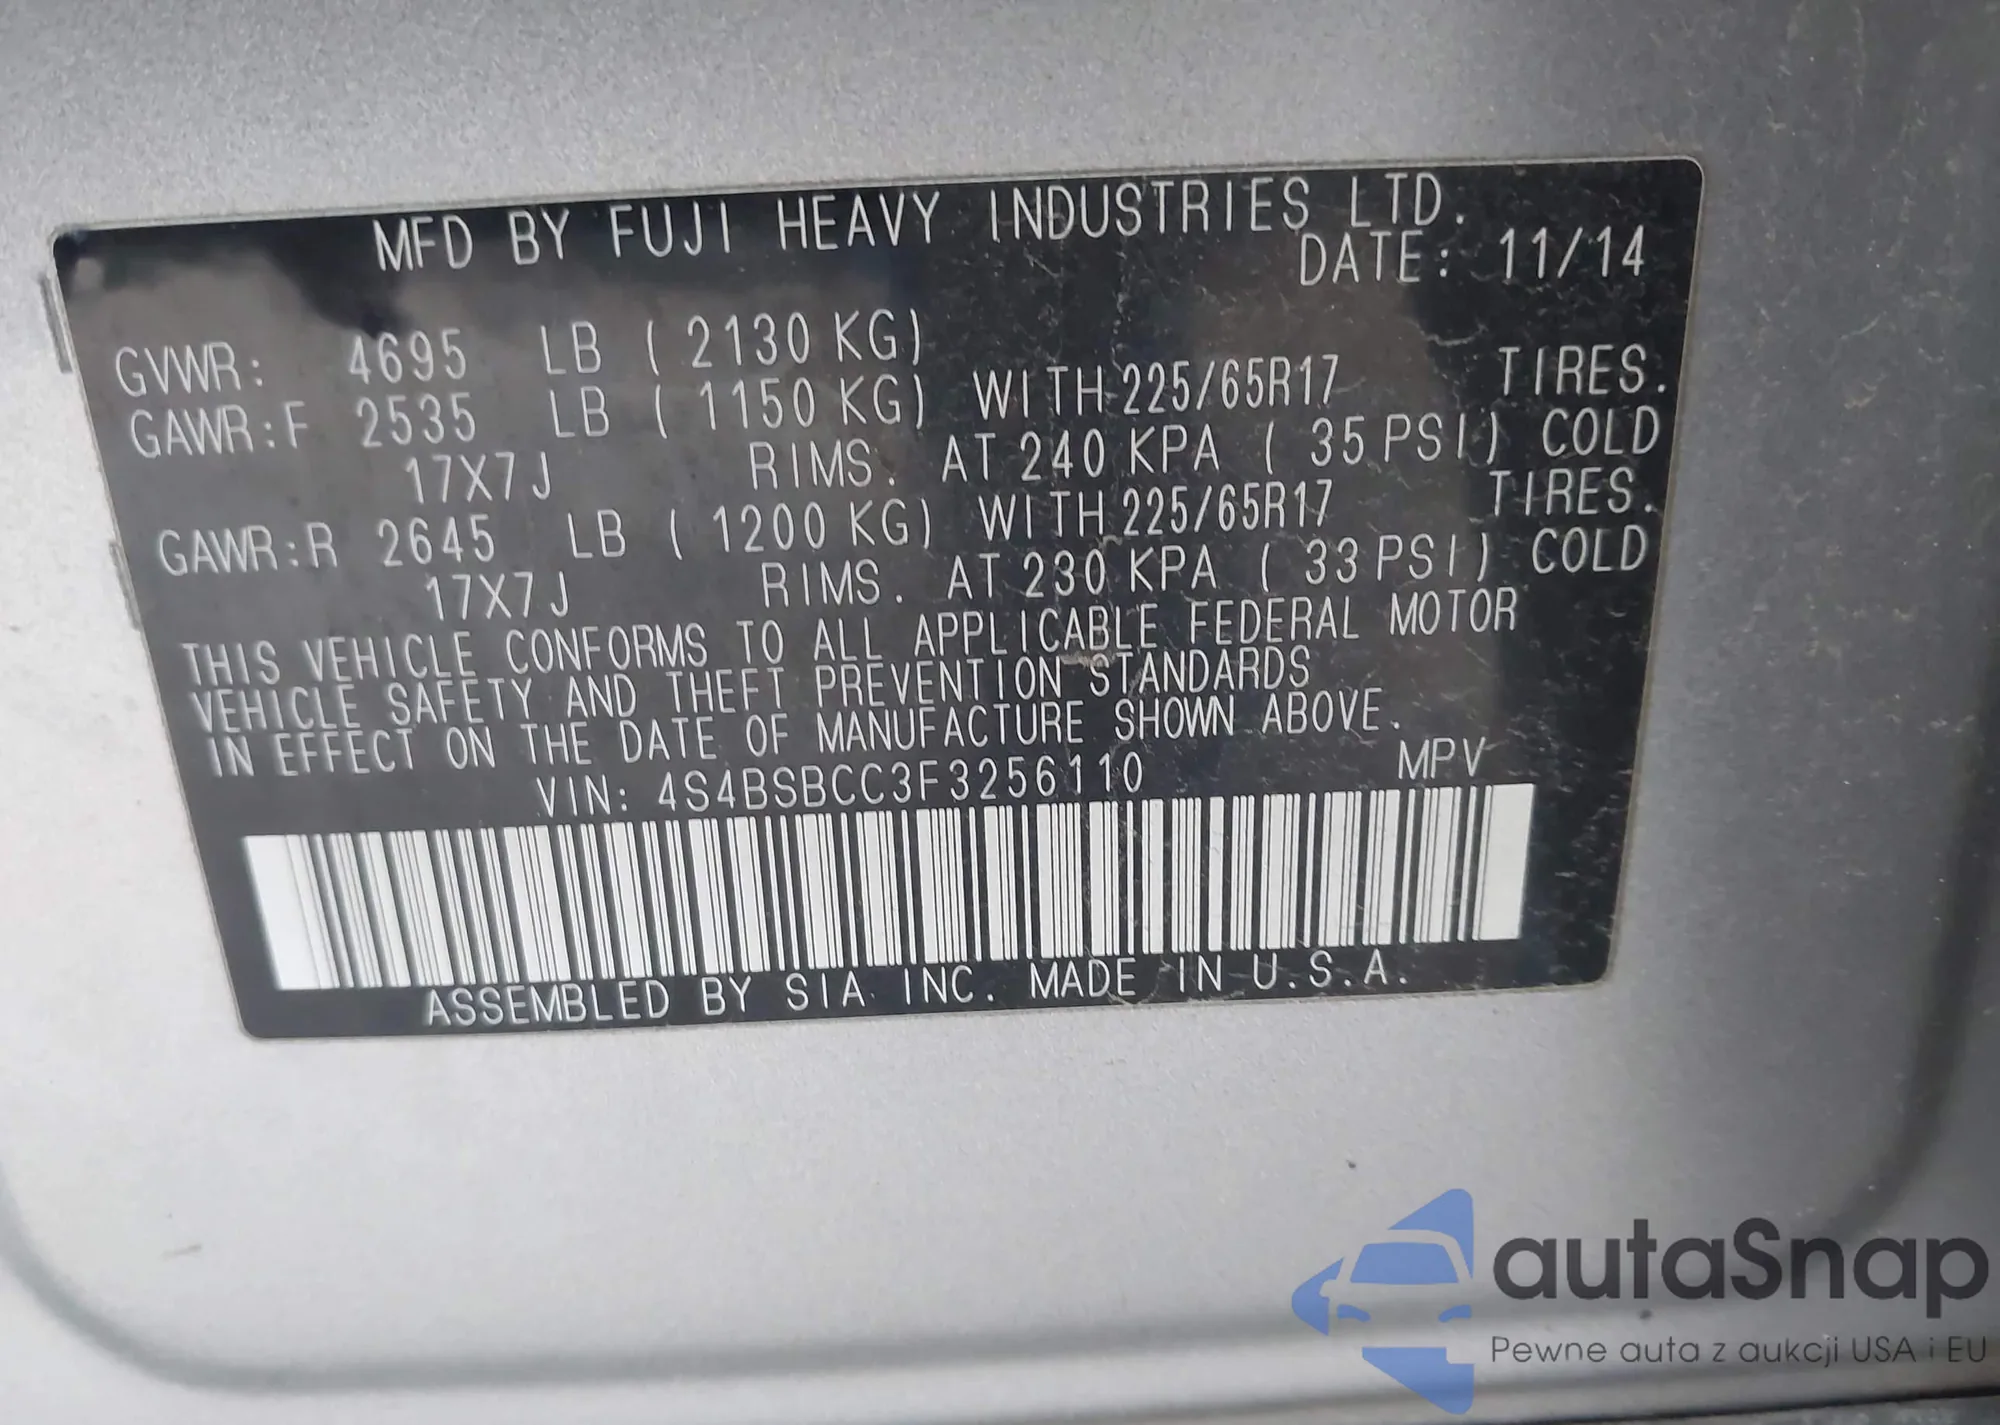 MFD BY FUJI HEAVY INDUSTRIES LTD.
DATE: 11/14
GVWR: 4695 LB ( 2130 KG)
GAWR:F 2535 LB ( 1150 KG) WITH 225/65R17 TIRES.
17X7J RIMS. AT 240 KPA ( 35 PSI) COLD
GAWR:R 2645 LB ( 1200 KG) WITH 225/65R17 TIRES.
17X7J RIMS. AT 230 KPA ( 33 PSI) COLD
THIS VEHICLE CONFORMS TO ALL APPLICABLE FEDERAL MOTOR
VEHICLE SAFETY AND THEFT PREVENTION STANDARDS
IN EFFECT ON THE DATE OF MANUFACTURE SHOWN ABOVE.
VIN: 4S4BSBCC3F3256110 MPV
ASSEMBLED BY SIA INC. MADE IN U.S.A.
autaSnap
Pewne auta z aukcji USA i EU